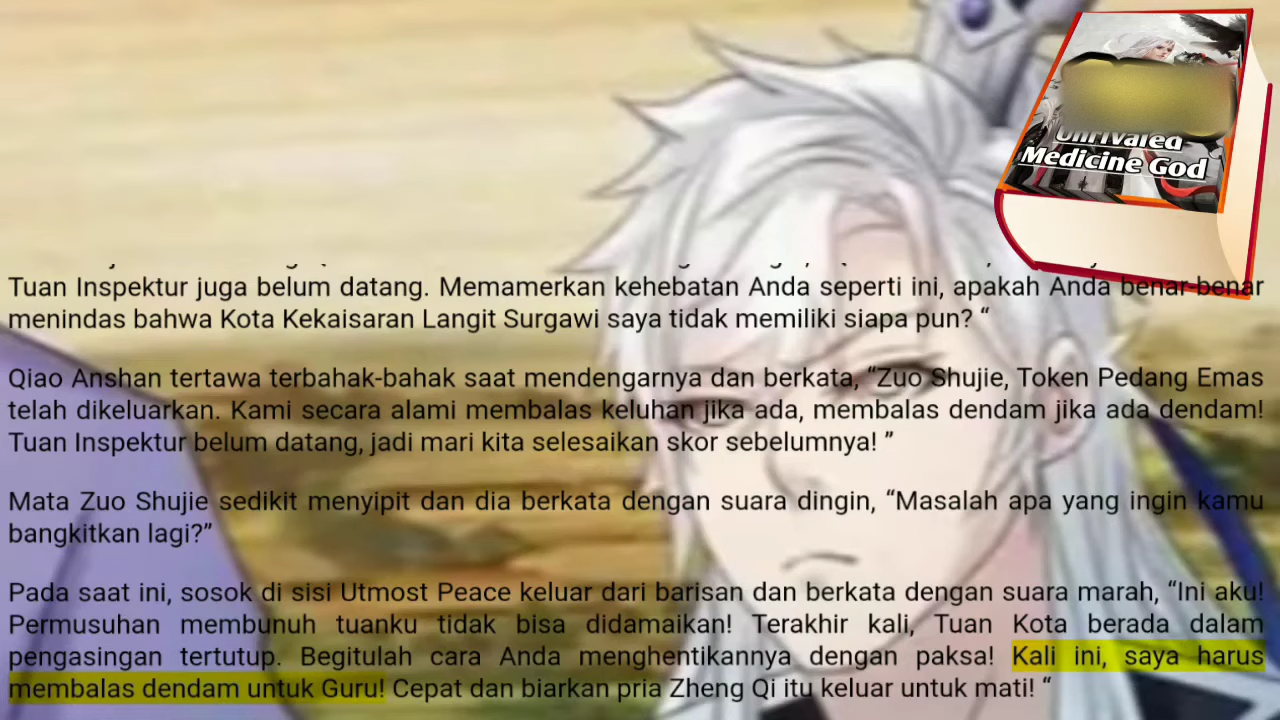 Unrivaled
Medicine God
Tuan Inspektur juga belum datang. Memamerkan kehebatan Anda seperti ini, apakah Anda benar-benar
menindas bahwa Kota Kekaisaran Langit Surgawi saya tidak memiliki siapa pun? “
Qiao Anshan tertawa terbahak-bahak saat mendengarnya dan berkata, “Zuo Shujie, Token Pedang Emas
telah dikeluarkan. Kami secara alami membalas keluhan jika ada, membalas dendam jika ada dendam!
Tuan Inspektur belum datang, jadi mari kita selesaikan skor sebelumnya! ”
Mata Zuo Shujie sedikit menyipit dan dia berkata dengan suara dingin, “Masalah apa yang ingin kamu
bangkitkan lagi?”
Pada saat ini, sosok di sisi Utmost Peace keluar dari barisan dan berkata dengan suara marah, “Ini aku!
Permusuhan membunuh tuanku tidak bisa didamaikan! Terakhir kali, Tuan Kota berada dalam
pengasingan tertutup. Begitulah cara Anda menghentikannya dengan paksa! Kali ini, saya harus
membalas dendam untuk Guru! Cepat dan biarkan pria Zheng Qi itu keluar untuk mati! “